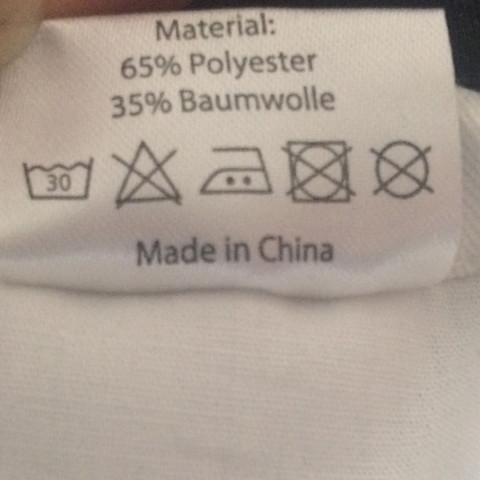 Material:
65% Polyester
35% Baumwolle
30
Made in China